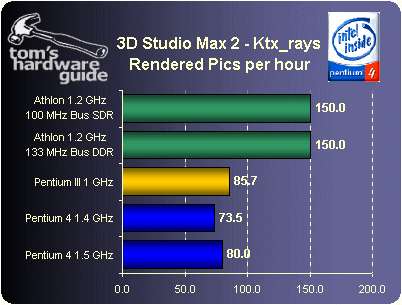 tom's
hardware
guide
3D Studio Max 2 - Ktx_rays
Rendered Pics per hour
intel
inside
pentium 4
Athlon 1.2 GHz
100 MHz Bus SDR
150.0
Athlon 1.2 GHz
133 MHz Bus DDR
150.0
Pentium III 1 GHz
85.7
Pentium 4 1.4 GHz
73.5
Pentium 4 1.5 GHz
80.0
0.0 50.0 100.0 150.0 200.0